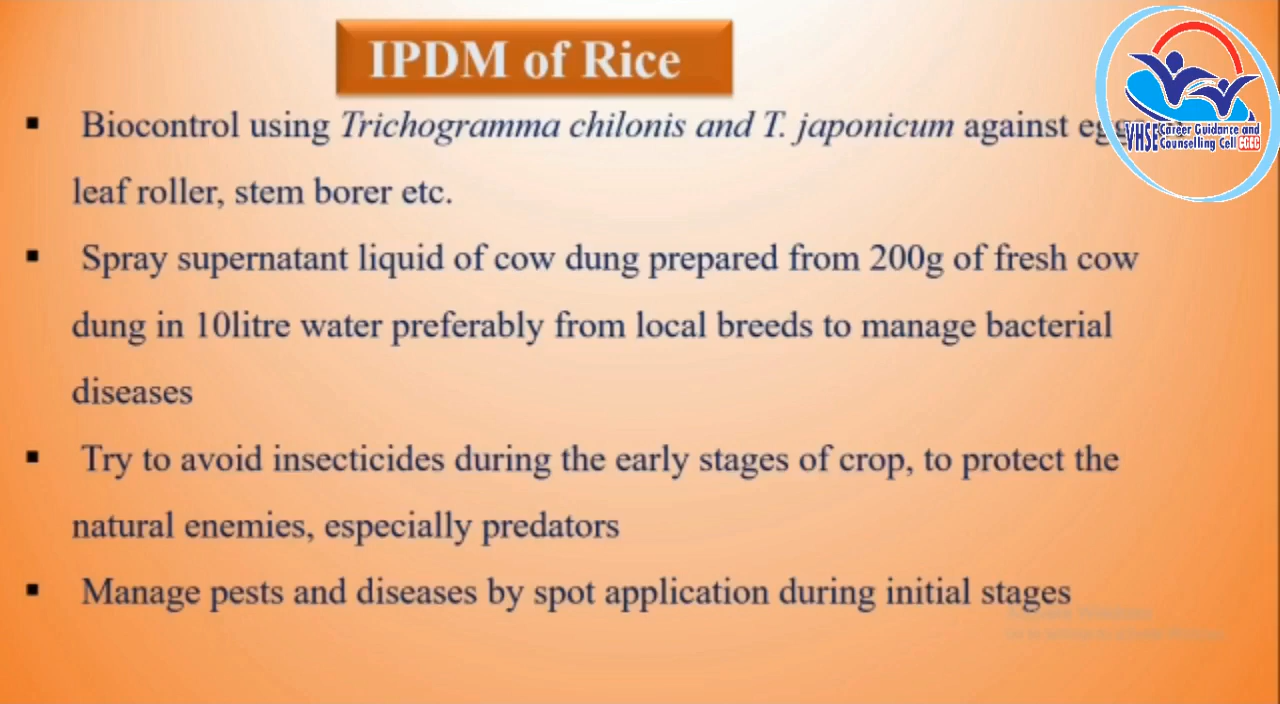 IPDM of Rice
▪ Biocontrol using Trichogramma chilonis and T. japonicum against
leaf roller, stem borer etc.
▪ Spray supernatant liquid of cow dung prepared from 200g of fresh cow
dung in 10litre water preferably from local breeds to manage bacterial
diseases
▪ Try to avoid insecticides during the early stages of crop, to protect the
natural enemies, especially predators
▪ Manage pests and diseases by spot application during initial stages
VHSE Career Guidance and
Counselling Cell CGCC